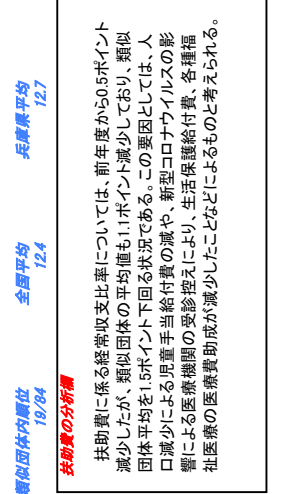 類似団体内順位 全国平均 兵庫県平均
19/84 12.4 12.7
扶助費の分析欄
扶助費に係る経常収支比率については、前年度から0.5ポイント
減少したが、類似団体の平均値も1.1ポイント減少しており、類似
団体平均を1.5ポイント下回る状況である。この要因としては、人
口減少による児童手当給付費の減や、新型コロナウイルスの影
響による医療機関の受診控えにより、生活保護給付費、各種福
祉医療の医療費助成が減少したことなどによるものと考えられる。